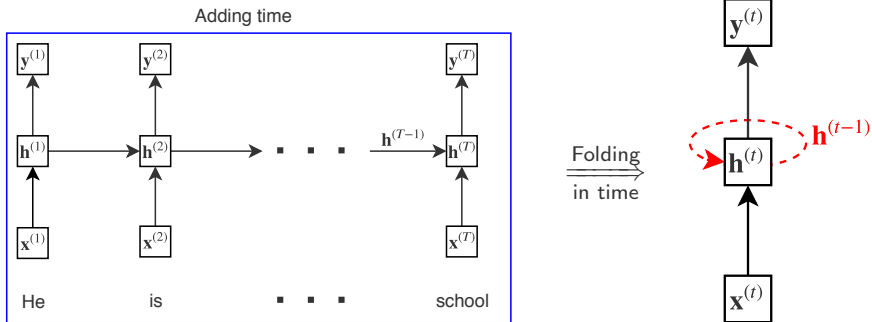 Adding time
y^(1) y^(2) y^(T)
h^(1) h^(2) · · · h^(T−1) h^(T)
x^(1) x^(2) x^(T)
He is · · · school
Folding
in time
y^(t)
h^(t−1)
h^(t)
x^(t)